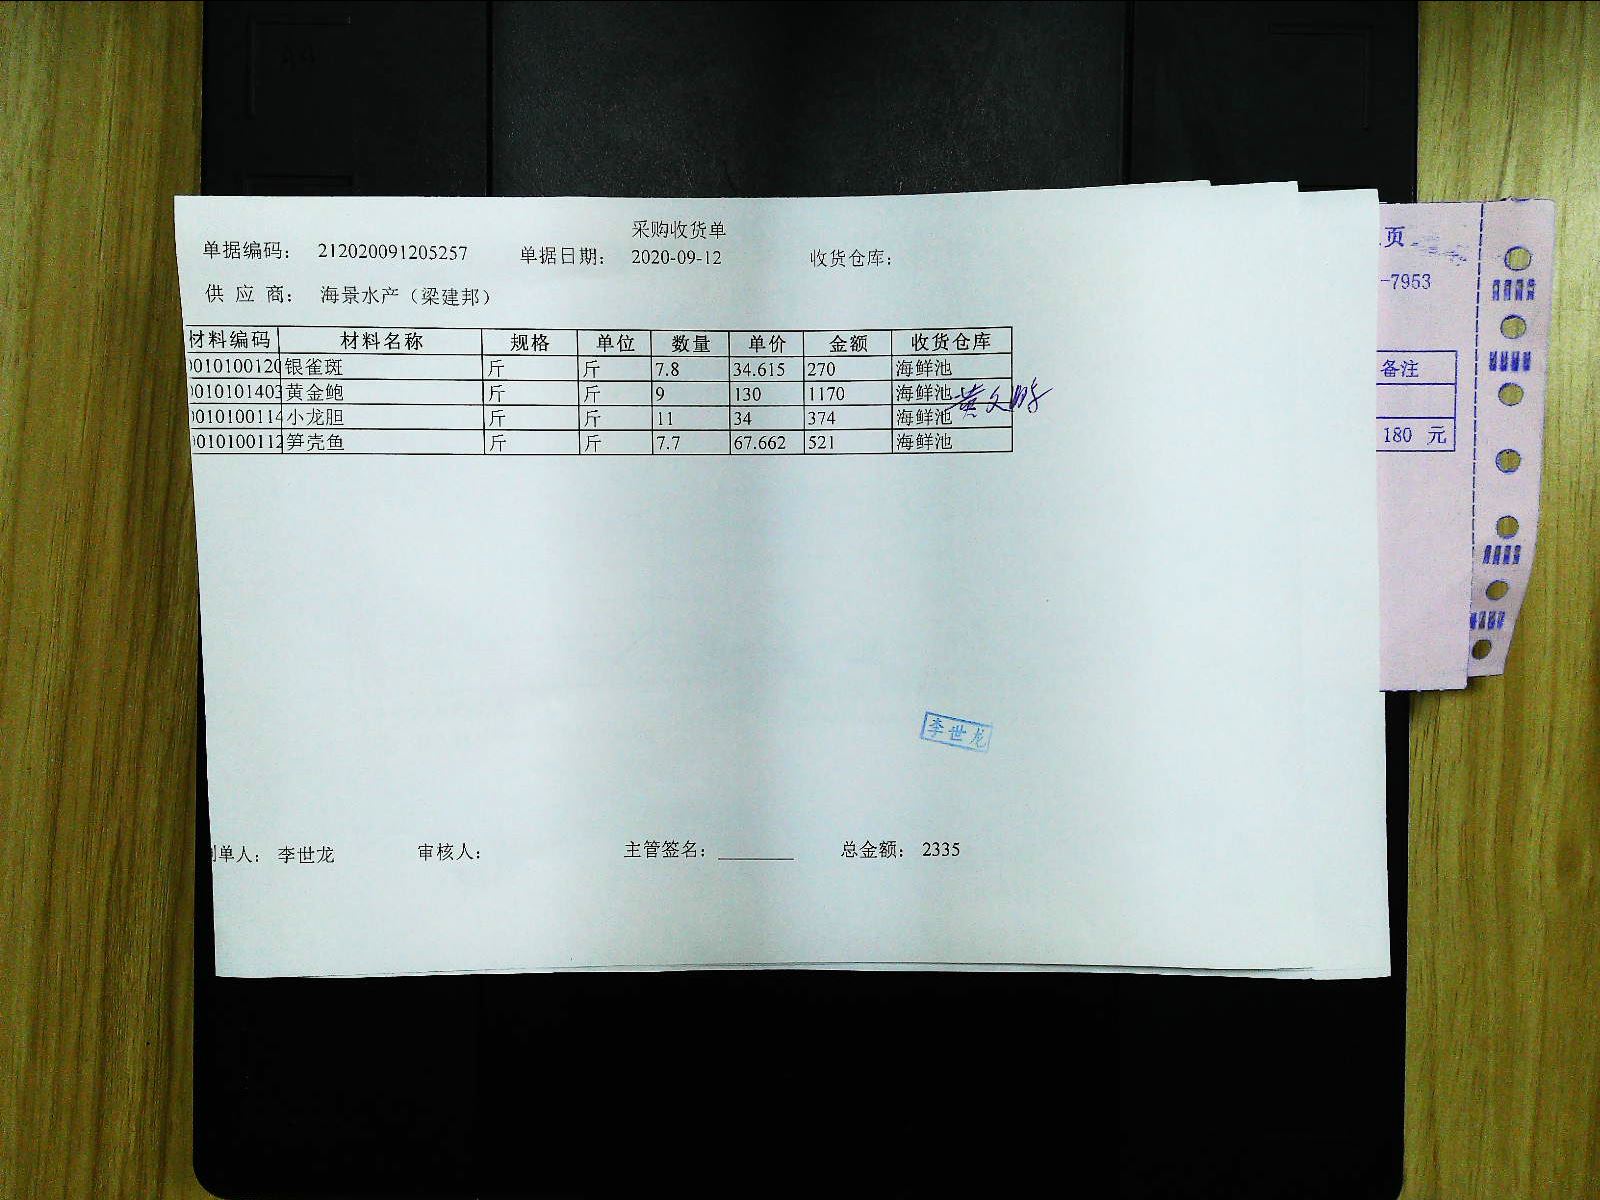 采购收货单
单据编码： 212020091205257 单据日期： 2020-09-12 收货仓库：
供 应 商： 海景水产（梁建邦）
材料编码 材料名称 规格 单位 数量 单价 金额 收货仓库
010100120 银雀斑 斤 斤 7.8 34.615 270 海鲜池
010101403 黄金鲍 斤 斤 9 130 1170 海鲜池
010100114 小龙胆 斤 斤 11 34 374 海鲜池
010100112 笋壳鱼 斤 斤 7.7 67.662 521 海鲜池
李世龙
制单人： 李世龙 审核人： 主管签名： 总金额： 2335
页
-7953
备注
180 元